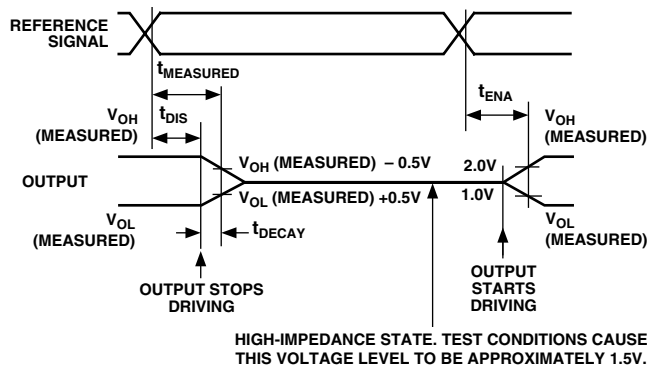 REFERENCE
SIGNAL
tMEASURED
tENA
VOH
(MEASURED)
tDIS
VOH
(MEASURED)
VOH (MEASURED) – 0.5V
2.0V
OUTPUT
VOL (MEASURED) +0.5V
1.0V
VOL
(MEASURED)
tDECAY
VOL
(MEASURED)
OUTPUT STOPS
DRIVING
OUTPUT
STARTS
DRIVING
HIGH-IMPEDANCE STATE. TEST CONDITIONS CAUSE
THIS VOLTAGE LEVEL TO BE APPROXIMATELY 1.5V.